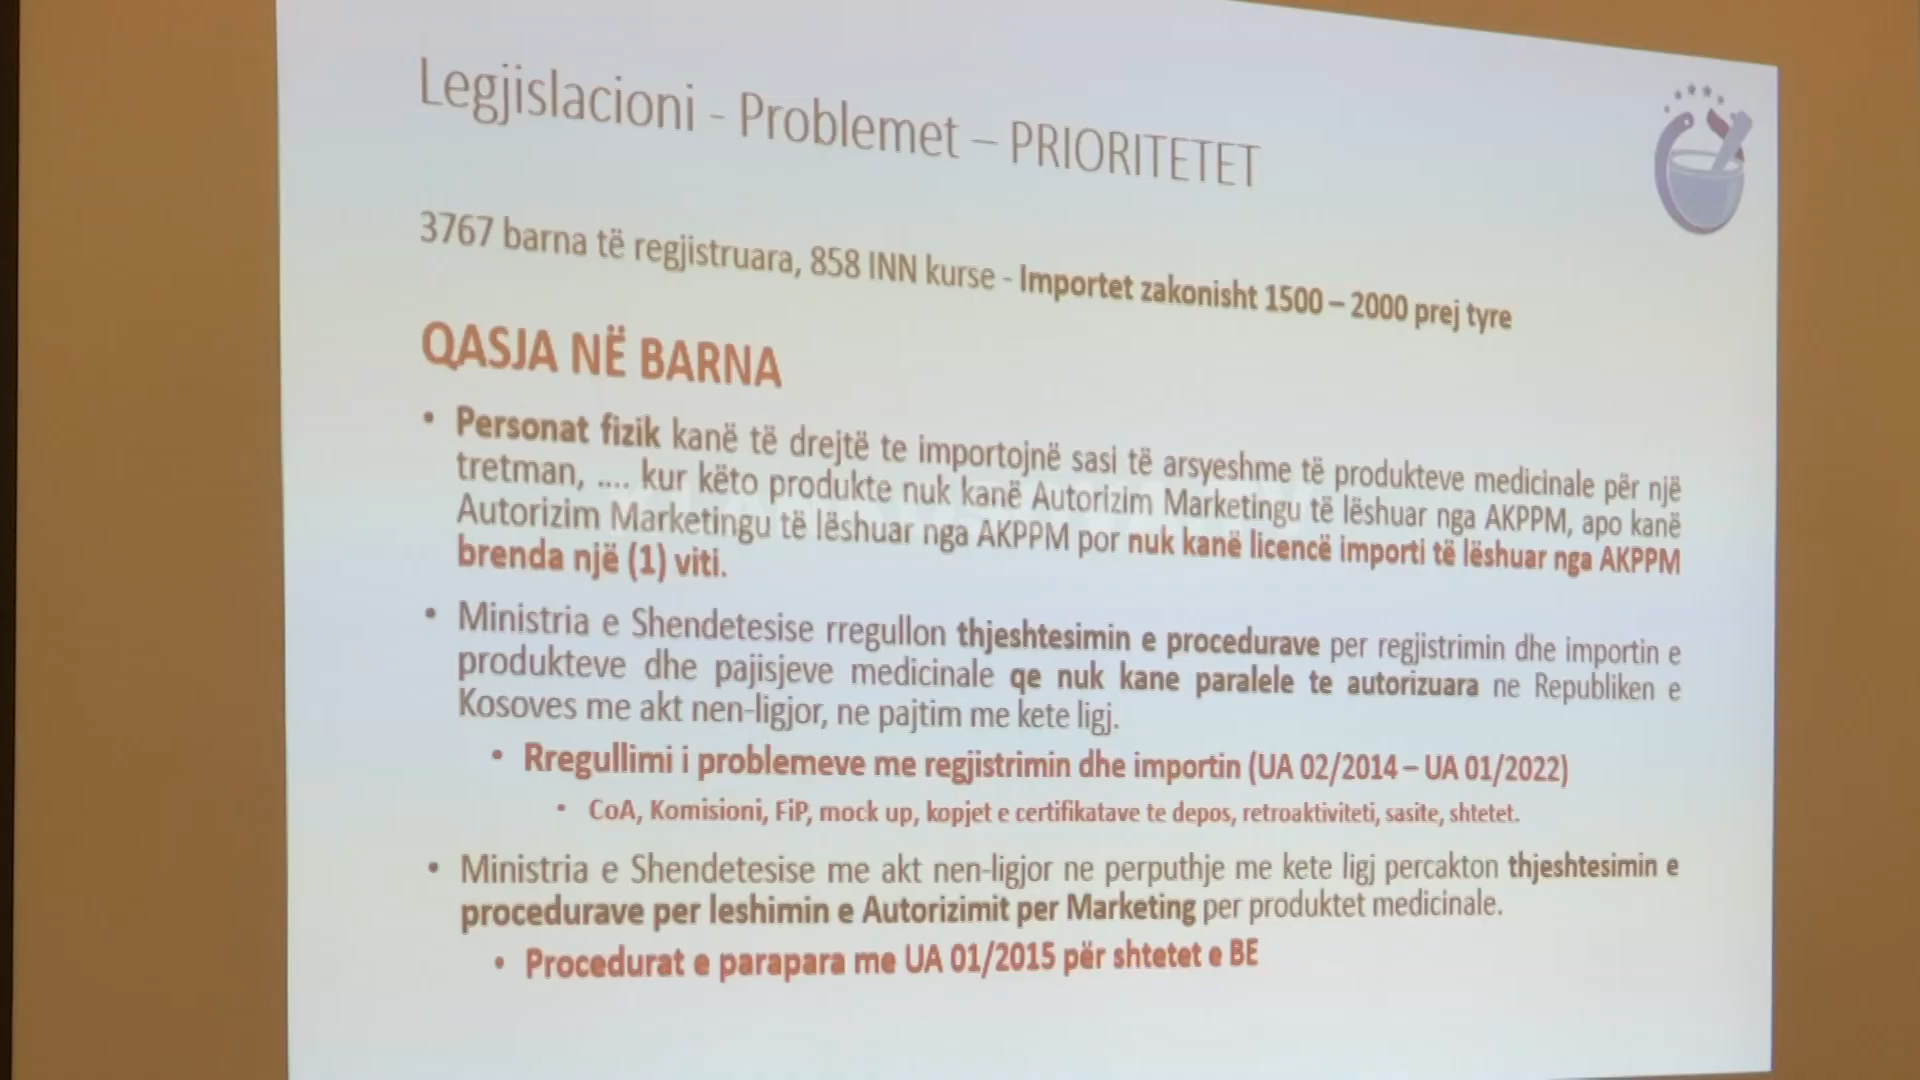 Legjislacioni - Problemet – PRIORITETET
3767 barna të regjistruara, 858 INN kurse - Importet zakonisht 1500 – 2000 prej tyre
QASJA NË BARNA
• Personat fizik kanë të drejtë te importojnë sasi të arsyeshme të produkteve medicinale për një
tretman, .... kur këto produkte nuk kanë Autorizim Marketingu të lëshuar nga AKPPM, apo kanë
Autorizim Marketingu të lëshuar nga AKPPM por nuk kanë licencë importi të lëshuar nga AKPPM
brenda një (1) viti.
• Ministria e Shendetesise rregullon thjeshtesimin e procedurave per regjistrimin dhe importin e
produkteve dhe pajisjeve medicinale qe nuk kane paralele te autorizuara ne Republiken e
Kosoves me akt nen-ligjor, ne pajtim me kete ligj.
• Rregullimi i problemeve me regjistrimin dhe importin (UA 02/2014 – UA 01/2022)
• CoA, Komisioni, FiP, mock up, kopjet e certifikatave te depos, retroaktiviteti, sasite, shtetet.
• Ministria e Shendetesise me akt nen-ligjor ne perputhje me kete ligj percakton thjeshtesimin e
procedurave per leshimin e Autorizimit per Marketing per produktet medicinale.
• Procedurat e parapara me UA 01/2015 për shtetet e BE